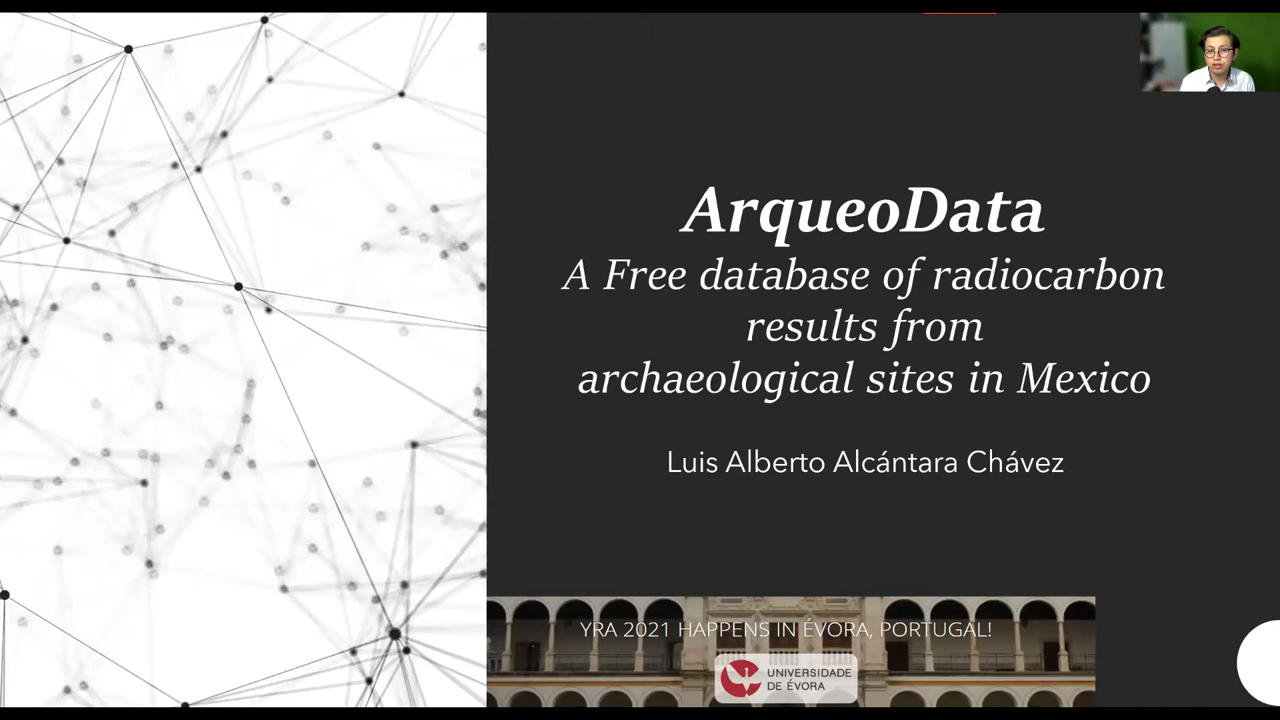 ArqueoData
A Free database of radiocarbon
results from
archaeological sites in Mexico
Luis Alberto Alcántara Chávez
YRA 2021 HAPPENS IN ÉVORA, PORTUGAL!
UNIVERSIDADE
DE ÉVORA